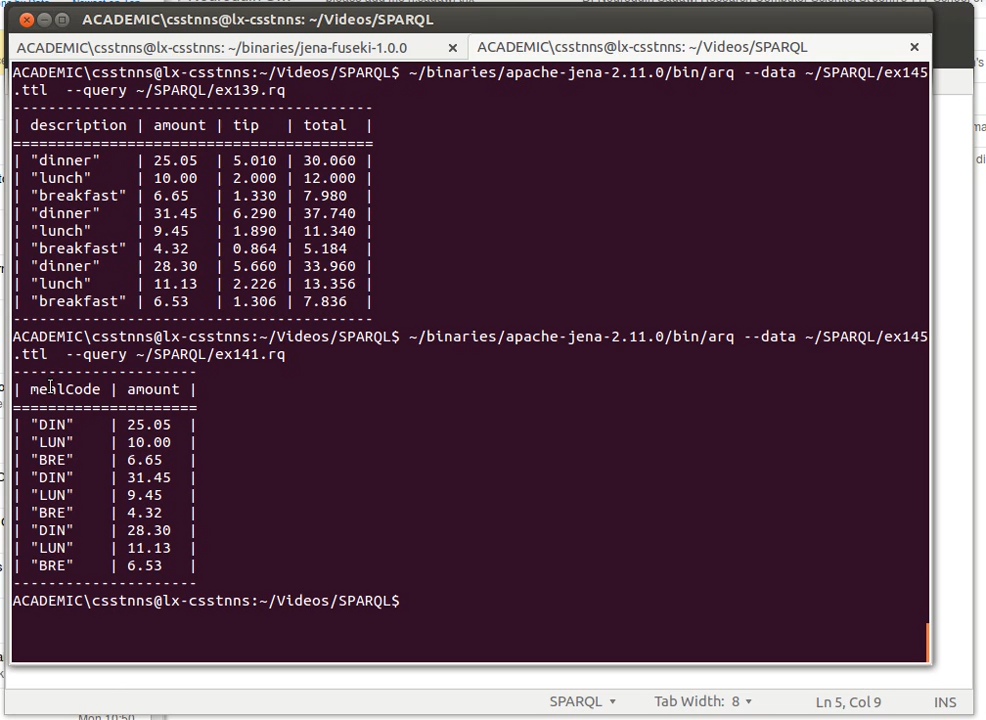 ACADEMIC\csstnns@lx-csstnns: ~/Videos/SPARQL
ACADEMIC\csstnns@lx-csstnns: ~/binaries/jena-fuseki-1.0.0
ACADEMIC\csstnns@lx-csstnns: ~/Videos/SPARQL
ACADEMIC\csstnns@lx-csstnns:~/Videos/SPARQL$ ~/binaries/apache-jena-2.11.0/bin/arq --data ~/SPARQL/ex145
.ttl  --query ~/SPARQL/ex139.rq
-----------------------------------------
| description | amount | tip   | total  |
=========================================
| "dinner"    | 25.05  | 5.010 | 30.060 |
| "lunch"     | 10.00  | 2.000 | 12.000 |
| "breakfast" | 6.65   | 1.330 | 7.980  |
| "dinner"    | 31.45  | 6.290 | 37.740 |
| "lunch"     | 9.45   | 1.890 | 11.340 |
| "breakfast" | 4.32   | 0.864 | 5.184  |
| "dinner"    | 28.30  | 5.660 | 33.960 |
| "lunch"     | 11.13  | 2.226 | 13.356 |
| "breakfast" | 6.53   | 1.306 | 7.836  |
-----------------------------------------
ACADEMIC\csstnns@lx-csstnns:~/Videos/SPARQL$ ~/binaries/apache-jena-2.11.0/bin/arq --data ~/SPARQL/ex145
.ttl  --query ~/SPARQL/ex141.rq
---------------------
| mealCode | amount |
=====================
| "DIN"    | 25.05  |
| "LUN"    | 10.00  |
| "BRE"    | 6.65   |
| "DIN"    | 31.45  |
| "LUN"    | 9.45   |
| "BRE"    | 4.32   |
| "DIN"    | 28.30  |
| "LUN"    | 11.13  |
| "BRE"    | 6.53   |
---------------------
ACADEMIC\csstnns@lx-csstnns:~/Videos/SPARQL$
SPARQL Tab Width: 8 Ln 5, Col 9 INS
Mon 10:50